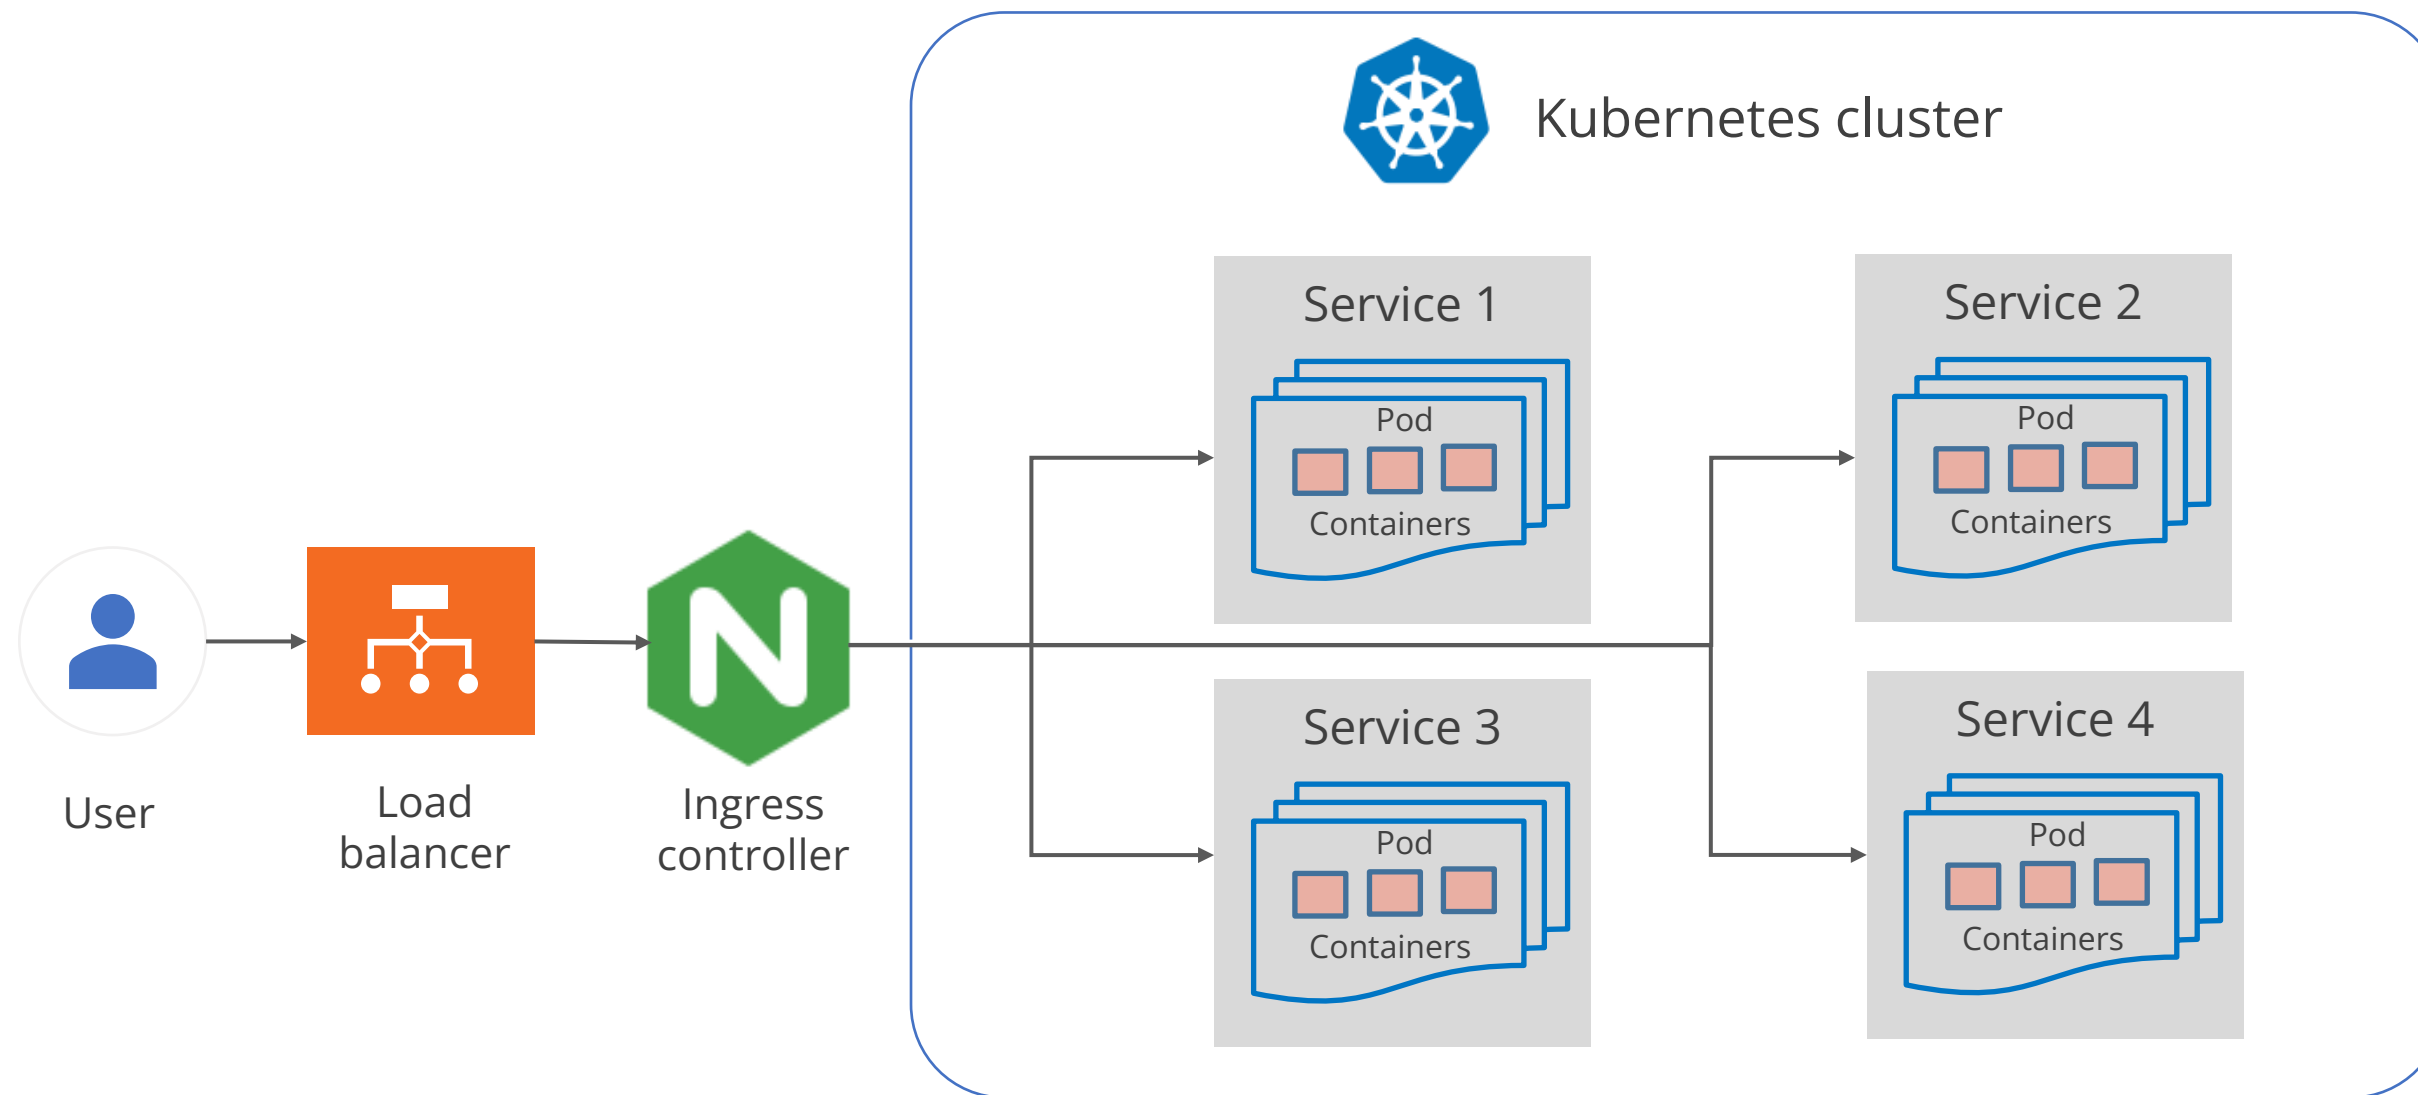 Kubernetes cluster
Service 1
Pod
Containers
Service 2
Pod
Containers
User
Load
balancer
Ingress
controller
Service 3
Pod
Containers
Service 4
Pod
Containers